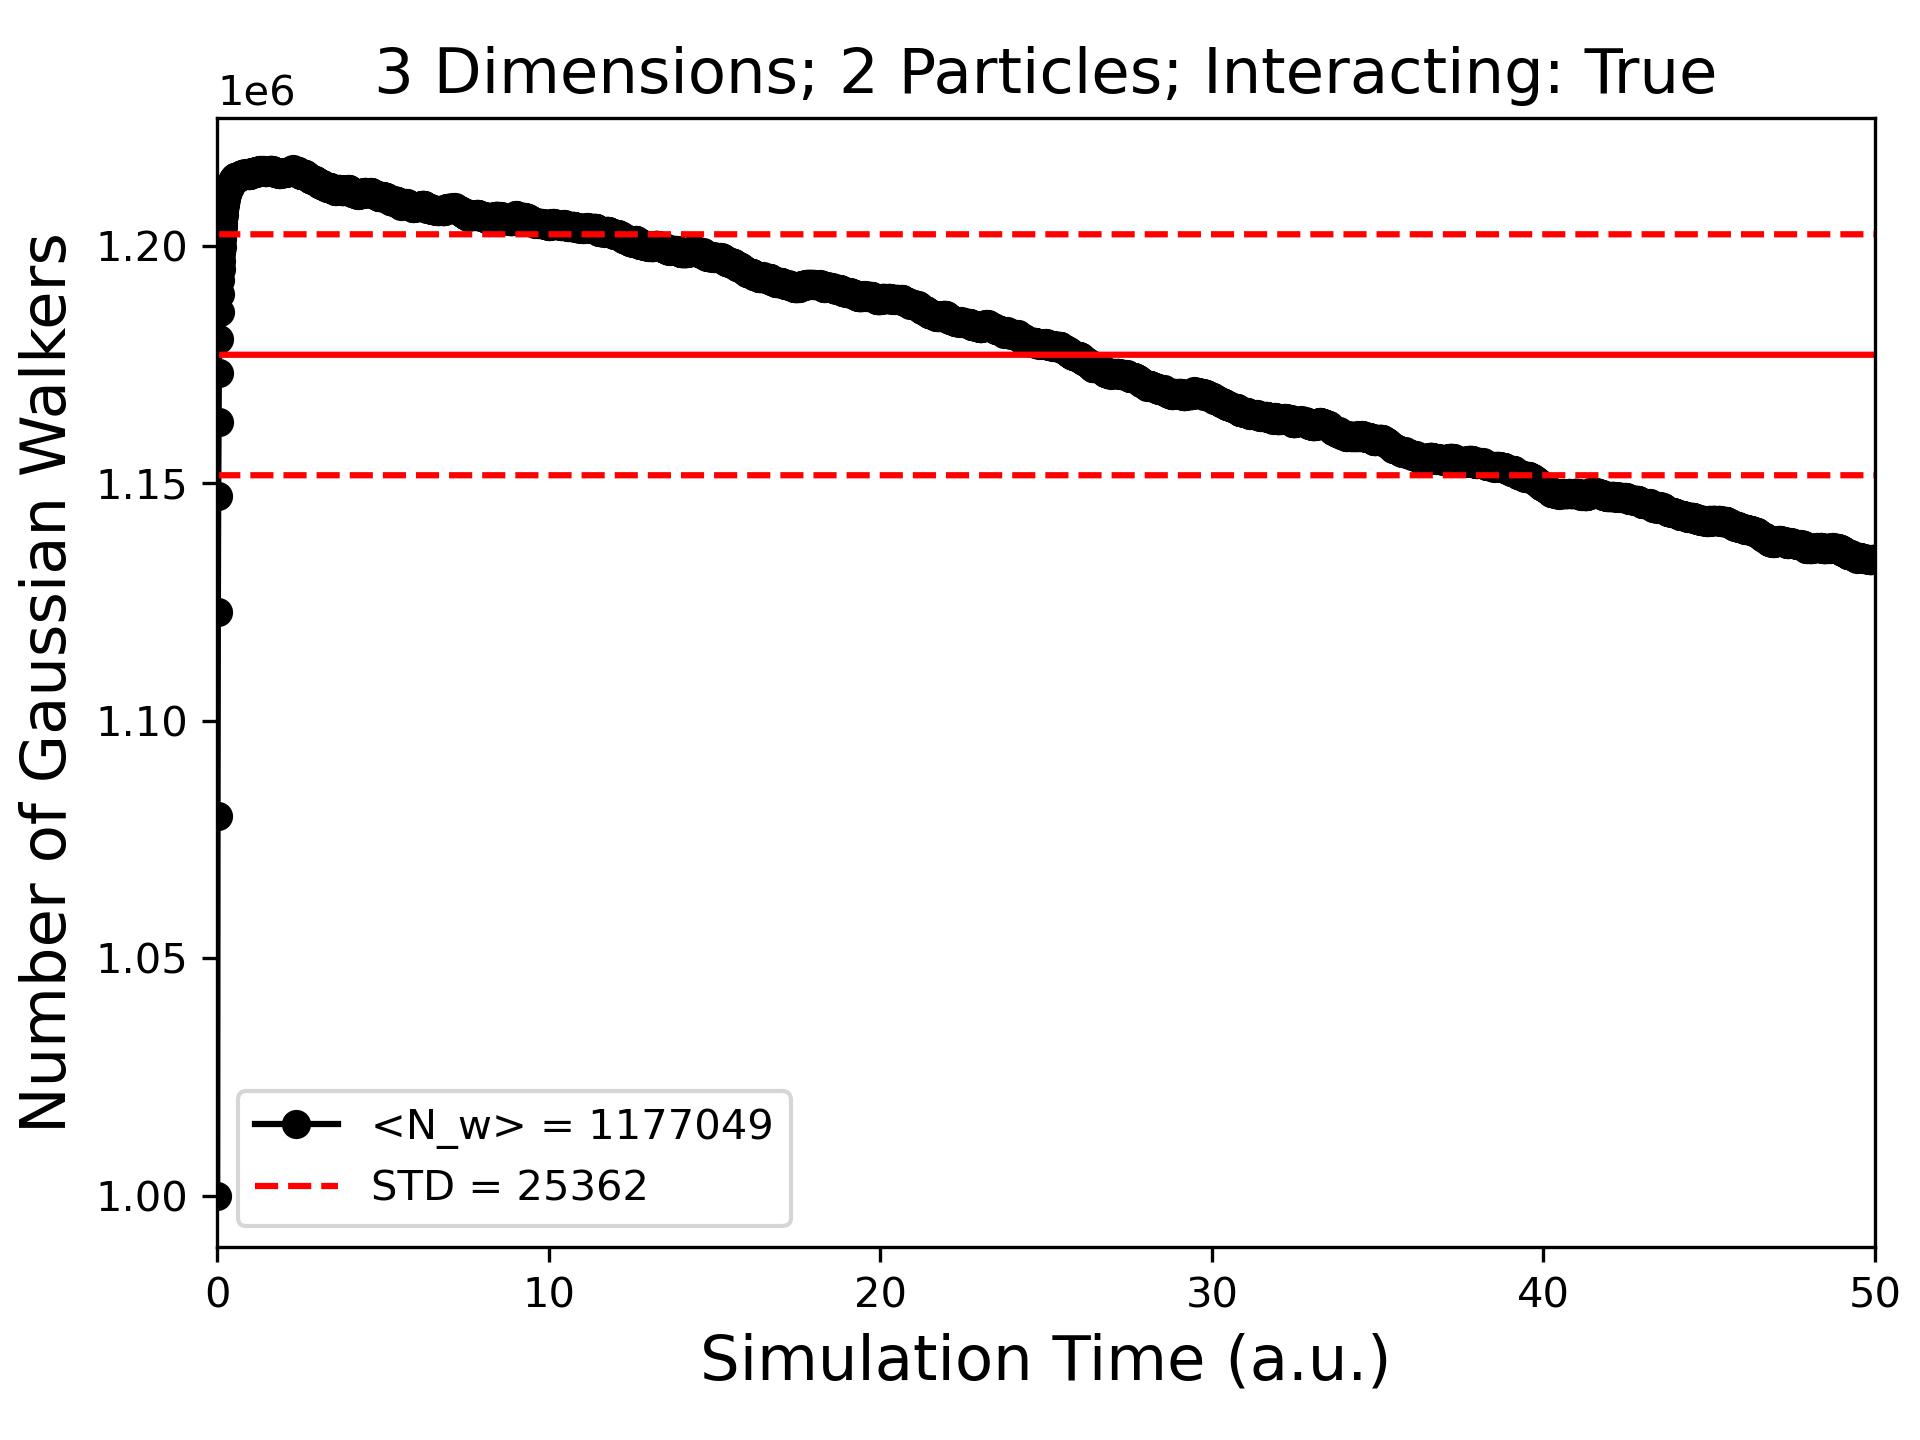 3 Dimensions; 2 Particles; Interacting: True
1e6
Number of Gaussian Walkers
1.20
1.15
1.10
1.05
1.00
<N_w> = 1177049
STD = 25362
0 10 20 30 40 50
Simulation Time (a.u.)